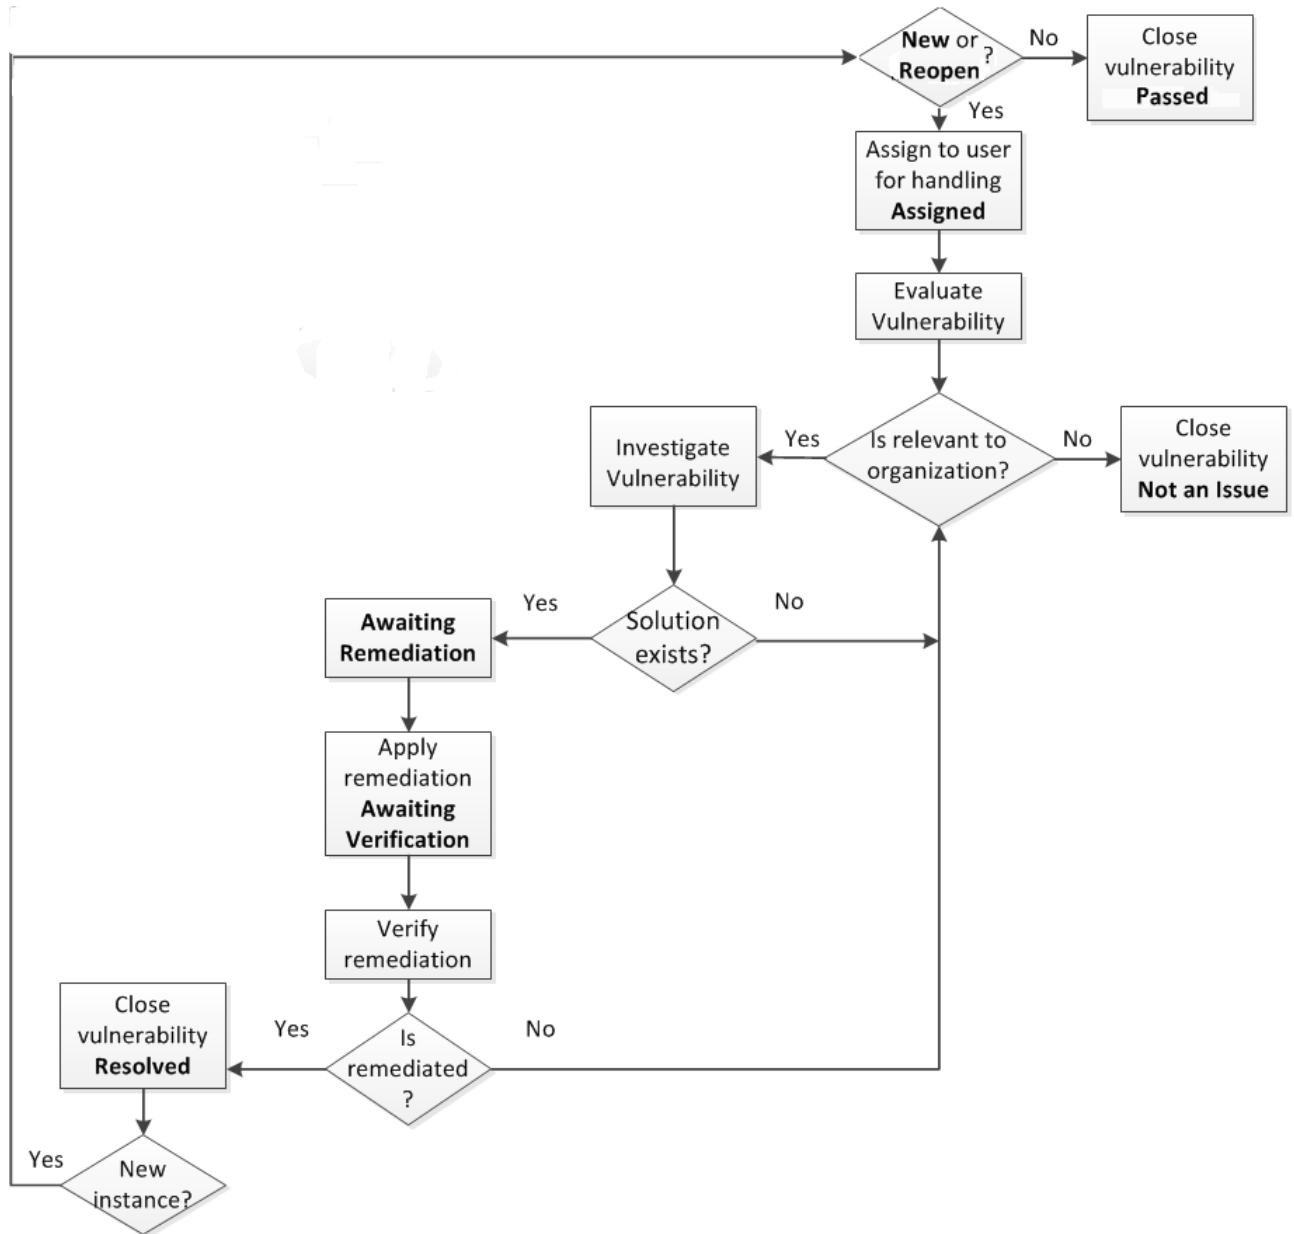 New or
Reopen ?
No
Close
vulnerability
Passed
Yes
Assign to user
for handling
Assigned
Evaluate
Vulnerability
Is relevant to
organization?
Yes
No
Investigate
Vulnerability
Close
vulnerability
Not an Issue
Solution
exists?
Yes
No
Awaiting
Remediation
Apply
remediation
Awaiting
Verification
Verify
remediation
Is
remediated
?
Yes
No
Close
vulnerability
Resolved
New
instance?
Yes